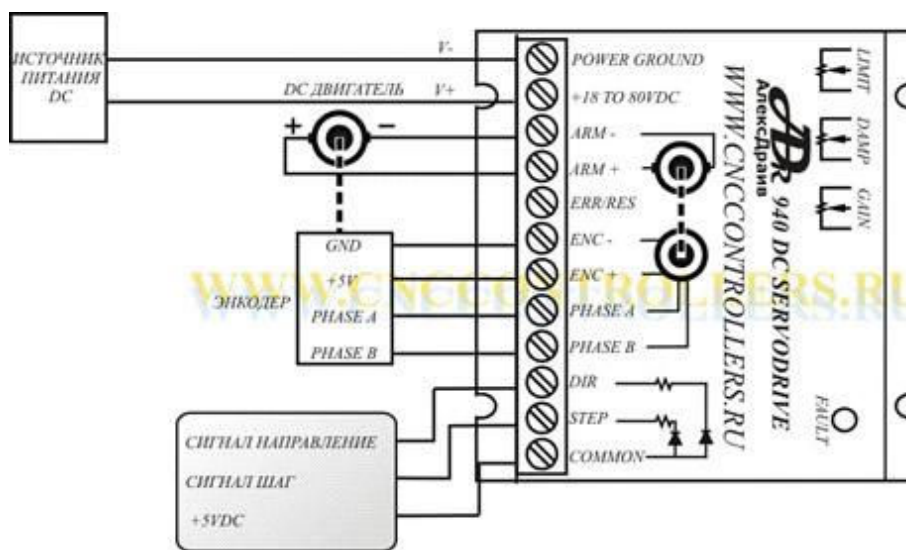 ИСТОЧНИК
ПИТАНИЯ
DC
V-
V+
DC ДВИГАТЕЛЬ
+
-
GND
+5V
PHASE A
PHASE B
ЭНКОДЕР
СИГНАЛ НАПРАВЛЕНИЕ
СИГНАЛ ШАГ
+5VDC
POWER GROUND
+18 TO 80VDC
ARM -
ARM +
ERR/RES
ENC -
ENC +
PHASE A
PHASE B
DIR
STEP
COMMON
WWW.CNCCONTROLLERS.RU
АлексДрайв
R 940 DC SERVODRIVE
LIMIT
DAMP
GAIN
FAULT
WWW.CNCCONTROLLERS.RU